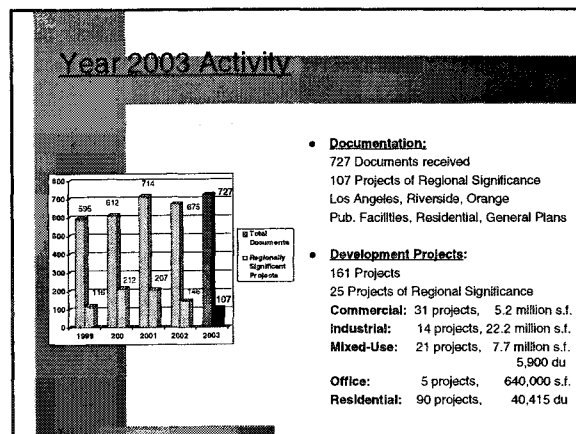 Year 2003 Activity
• Documentation:
727 Documents received
107 Projects of Regional Significance
Los Angeles, Riverside, Orange
Pub. Facilities, Residential, General Plans
• Development Projects:
161 Projects
25 Projects of Regional Significance
Commercial: 31 projects, 5.2 million s.f.
Industrial: 14 projects, 22.2 million s.f.
Mixed-Use: 21 projects, 7.7 million s.f.
5,900 du
Office: 5 projects, 640,000 s.f.
Residential: 90 projects, 40,415 du
800
700
600
500
400
300
200
100
0
595 116
612 212
714 207
675 146
727 107
1999 200 2001 2002 2003
Total Documents
Regionally Significant Projects